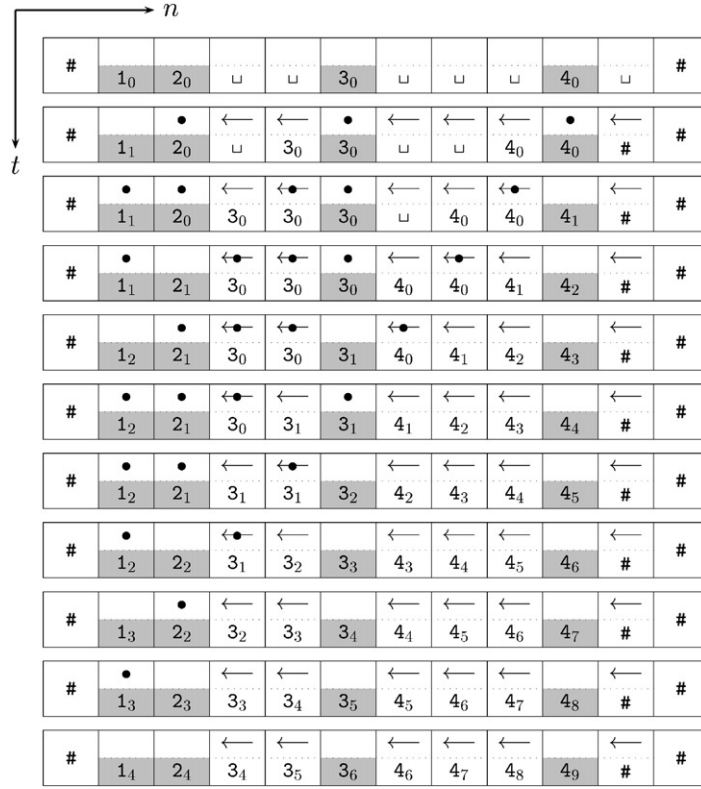 n
# 1₀ 2₀ ␣ ␣ 3₀ ␣ ␣ ␣ 4₀ ␣ #
• ← ← • ← ← ← • ←
# 1₁ 2₀ ␣ 3₀ 3₀ ␣ ␣ 4₀ 4₀ # #
t
• • ← ←• • ← ← ←• ←
# 1₁ 2₀ 3₀ 3₀ 3₀ ␣ 4₀ 4₀ 4₁ # #
• ←• ←• • ← ←• ← ←
# 1₁ 2₁ 3₀ 3₀ 3₀ 4₀ 4₀ 4₁ 4₂ # #
• ←• ←• ←• ← ← ←
# 1₂ 2₁ 3₀ 3₀ 3₁ 4₀ 4₁ 4₂ 4₃ # #
• • ←• ← • ← ← ← ←
# 1₂ 2₁ 3₀ 3₁ 3₁ 4₁ 4₂ 4₃ 4₄ # #
• • ← ←• ← ← ← ←
# 1₂ 2₁ 3₁ 3₁ 3₂ 4₂ 4₃ 4₄ 4₅ # #
• ←• ← ← ← ← ←
# 1₂ 2₂ 3₁ 3₂ 3₃ 4₃ 4₄ 4₅ 4₆ # #
• ← ← ← ← ← ←
# 1₃ 2₂ 3₂ 3₃ 3₄ 4₄ 4₅ 4₆ 4₇ # #
• ← ← ← ← ← ←
# 1₃ 2₃ 3₃ 3₄ 3₅ 4₅ 4₆ 4₇ 4₈ # #
← ← ← ← ← ←
# 1₄ 2₄ 3₄ 3₅ 3₆ 4₆ 4₇ 4₈ 4₉ # #